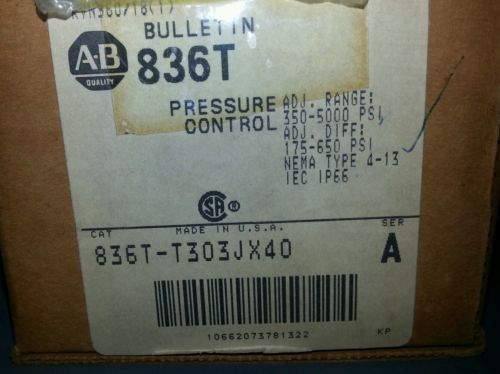 BULLETIN
A-B
QUALITY
836T
PRESSURE
CONTROL
ADJ. RANGE:
350-5000 PSI
ADJ. DIFF:
175-650 PSI
NEMA TYPE 4-13
IEC IP66
SA ®
MADE IN U.S.A.
CAT
SER
836T-T303JX40
A
10662073781322
KP